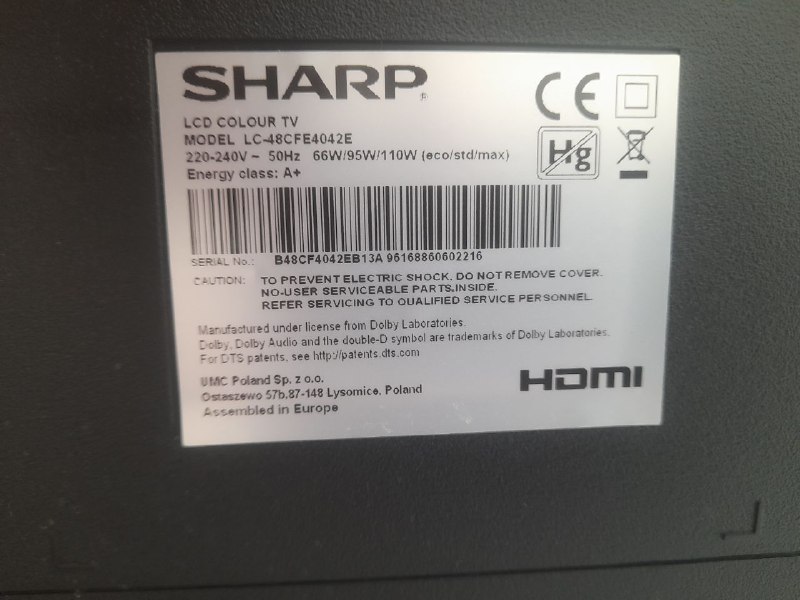 SHARP
LCD COLOUR TV
MODEL LC-48CFE4042E
220-240V ~ 50Hz 66W/95W/110W (eco/std/max)
Energy class: A+
Hg
SERIAL No.: B48CF4042EB13A 96168860602216
CAUTION: TO PREVENT ELECTRIC SHOCK, DO NOT REMOVE COVER.
NO-USER SERVICEABLE PARTS.INSIDE.
REFER SERVICING TO QUALIFIED SERVICE PERSONNEL.
Manufactured under license from Dolby Laboratories.
Dolby, Dolby Audio and the double-D symbol are trademarks of Dolby Laboratories.
For DTS patents, see http://patents.dts.com
UMC Poland Sp. z o.o.
Ostaszewo 57b,87-148 Lysomice, Poland
Assembled in Europe
HDMI